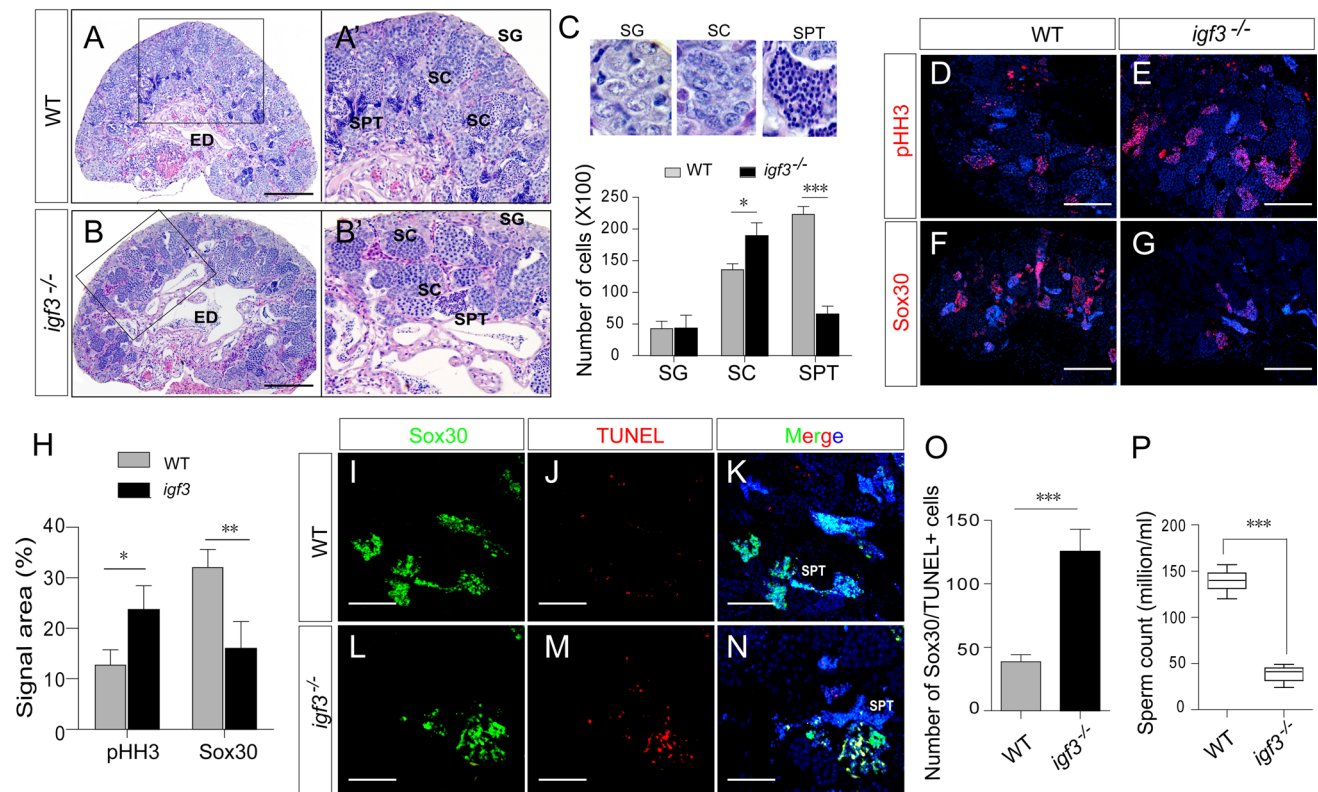 WT
A
ED
A'
SG
SC
SPT
SC
igf3-/-
B
ED
B'
SG
SC
SC
SPT
C
SG
SC
SPT
WT
igf3-/-
Number of cells (X100)
250
200
150
100
50
0
*
***
SG
SC
SPT
WT
igf3 -/-
pHH3
D
E
Sox30
F
G
H
WT
igf3
Signal area (%)
40
30
20
10
0
*
**
pHH3
Sox30
Sox30
TUNEL
Merge
WT
I
J
K
SPT
igf3-/-
L
M
N
SPT
O
Number of Sox30/TUNEL+ cells
150
100
50
0
***
WT
igf3-/-
P
Sperm count (million/ml)
200
150
100
50
0
***
WT
igf3-/-